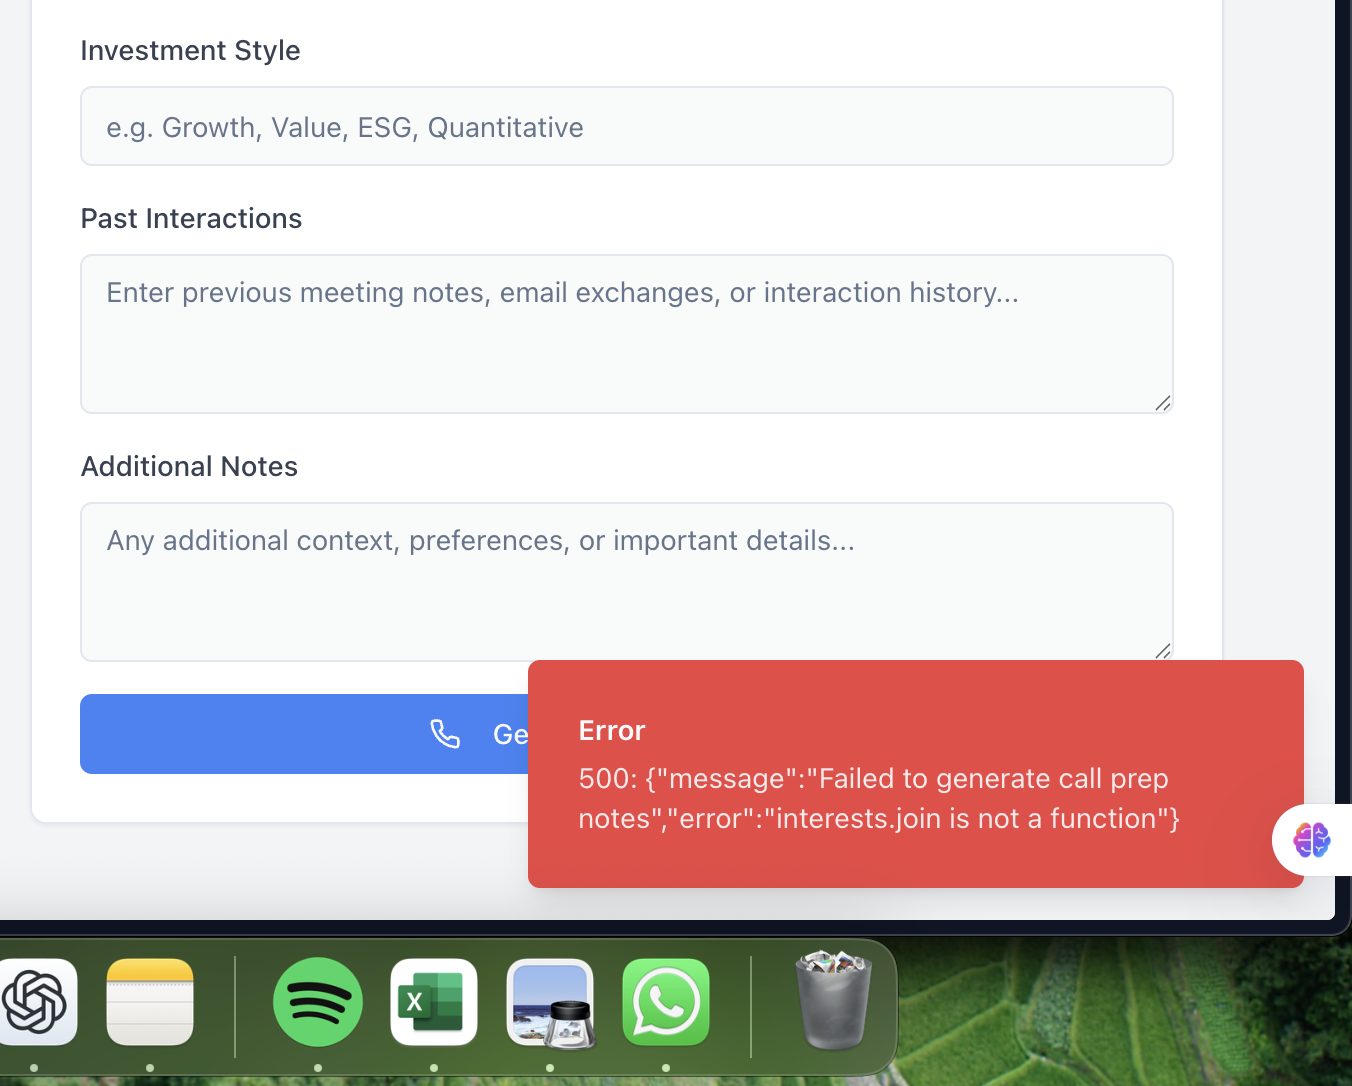 Investment Style
e.g. Growth, Value, ESG, Quantitative
Past Interactions
Enter previous meeting notes, email exchanges, or interaction history...
Additional Notes
Any additional context, preferences, or important details...
Ge
Error
500: {"message":"Failed to generate call prep
notes","error":"interests.join is not a function"}
X